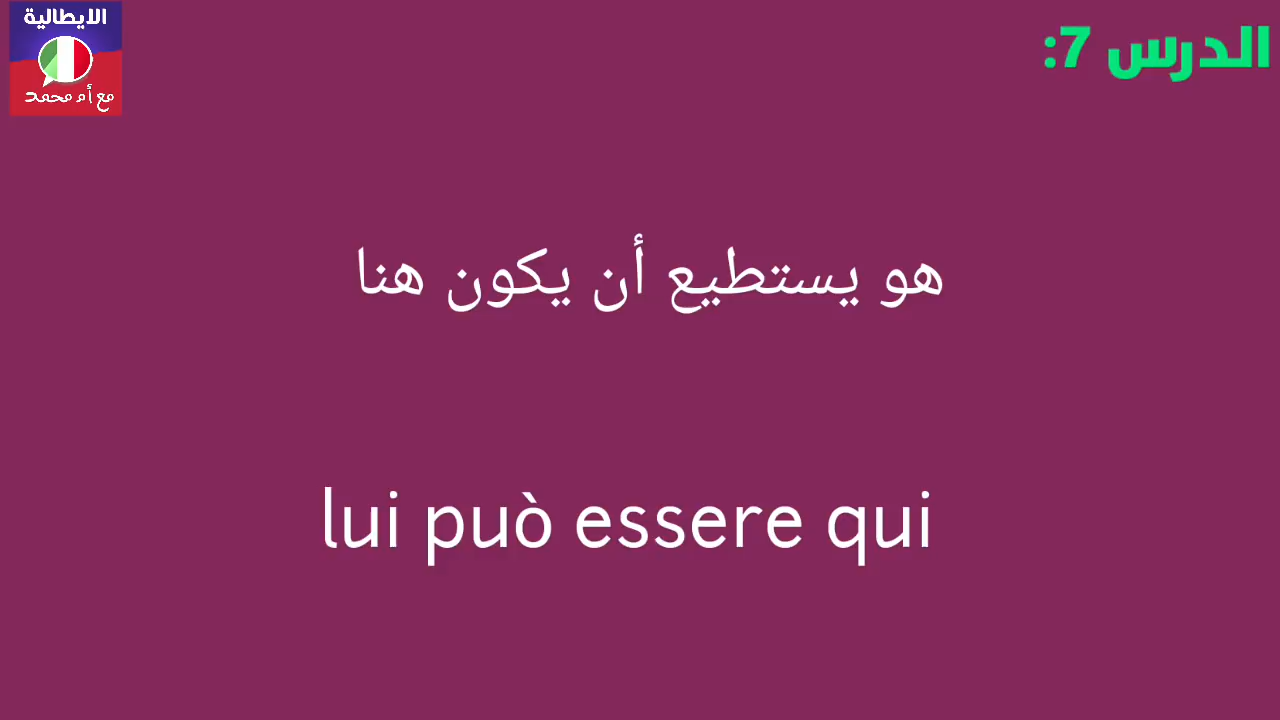 الايطالية
مع أم محمد
الدرس 7:
هو يستطيع أن يكون هنا
lui può essere qui